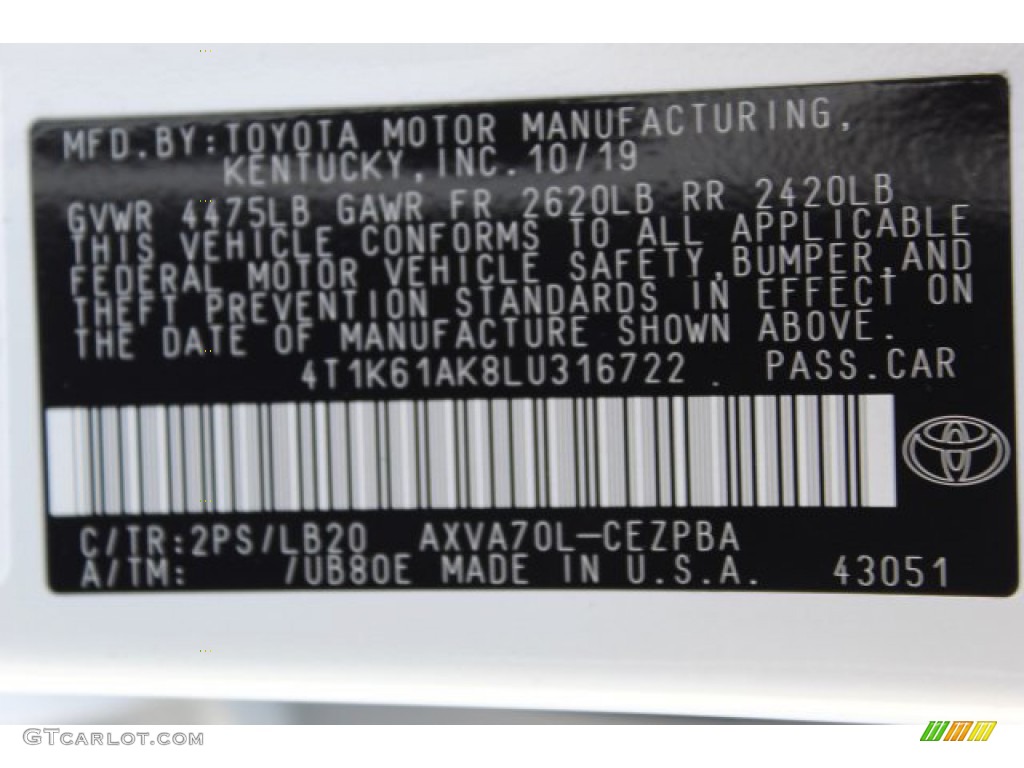 MFD.BY:TOYOTA MOTOR MANUFACTURING,
KENTUCKY,INC.10/19
GVWR 4475LB GAWR FR 2620LB RR 2420LB
THIS VEHICLE CONFORMS TO ALL APPLICABLE
FEDERAL MOTOR VEHICLE SAFETY,BUMPER,AND
THEFT PREVENTION STANDARDS IN EFFECT ON
THE DATE OF MANUFACTURE SHOWN ABOVE.
4T1K61AK8LU316722 . PASS.CAR
C/TR:2PS/LB20 AXVA70L-CEZPBA
A/TM: /UB80E MADE IN U.S.A. 43051
GTCARLOT.COM